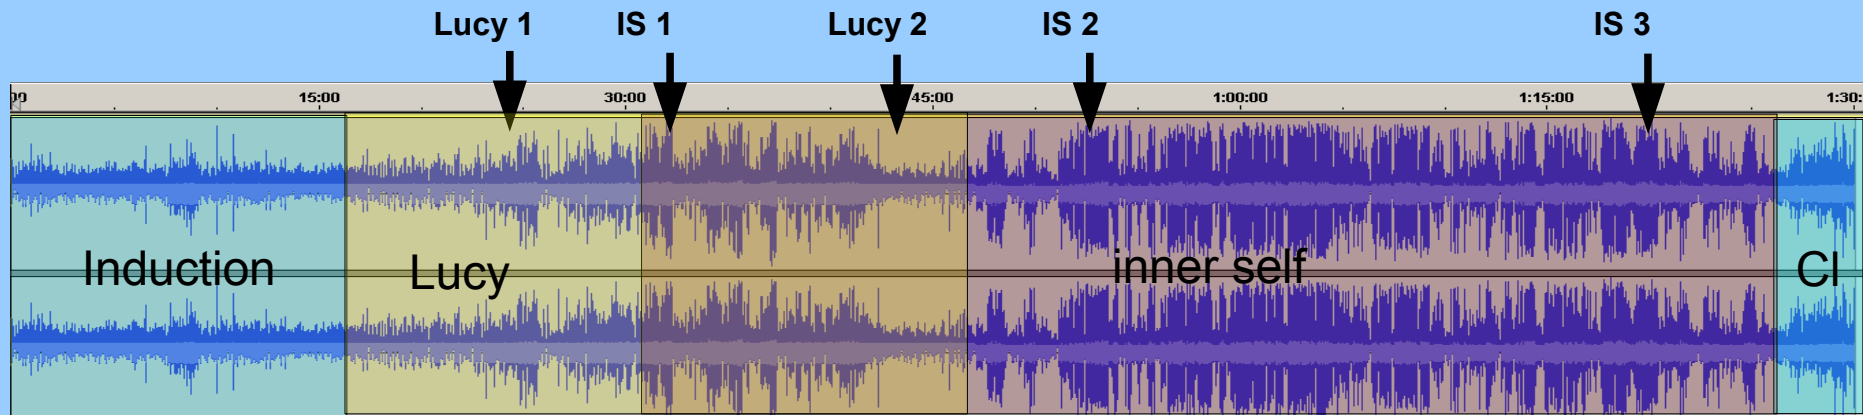 Lucy 1 IS 1 Lucy 2 IS 2 IS 3
15:00 30:00 45:00 1:00:00 1:15:00 1:30:
Induction Lucy inner self Cl